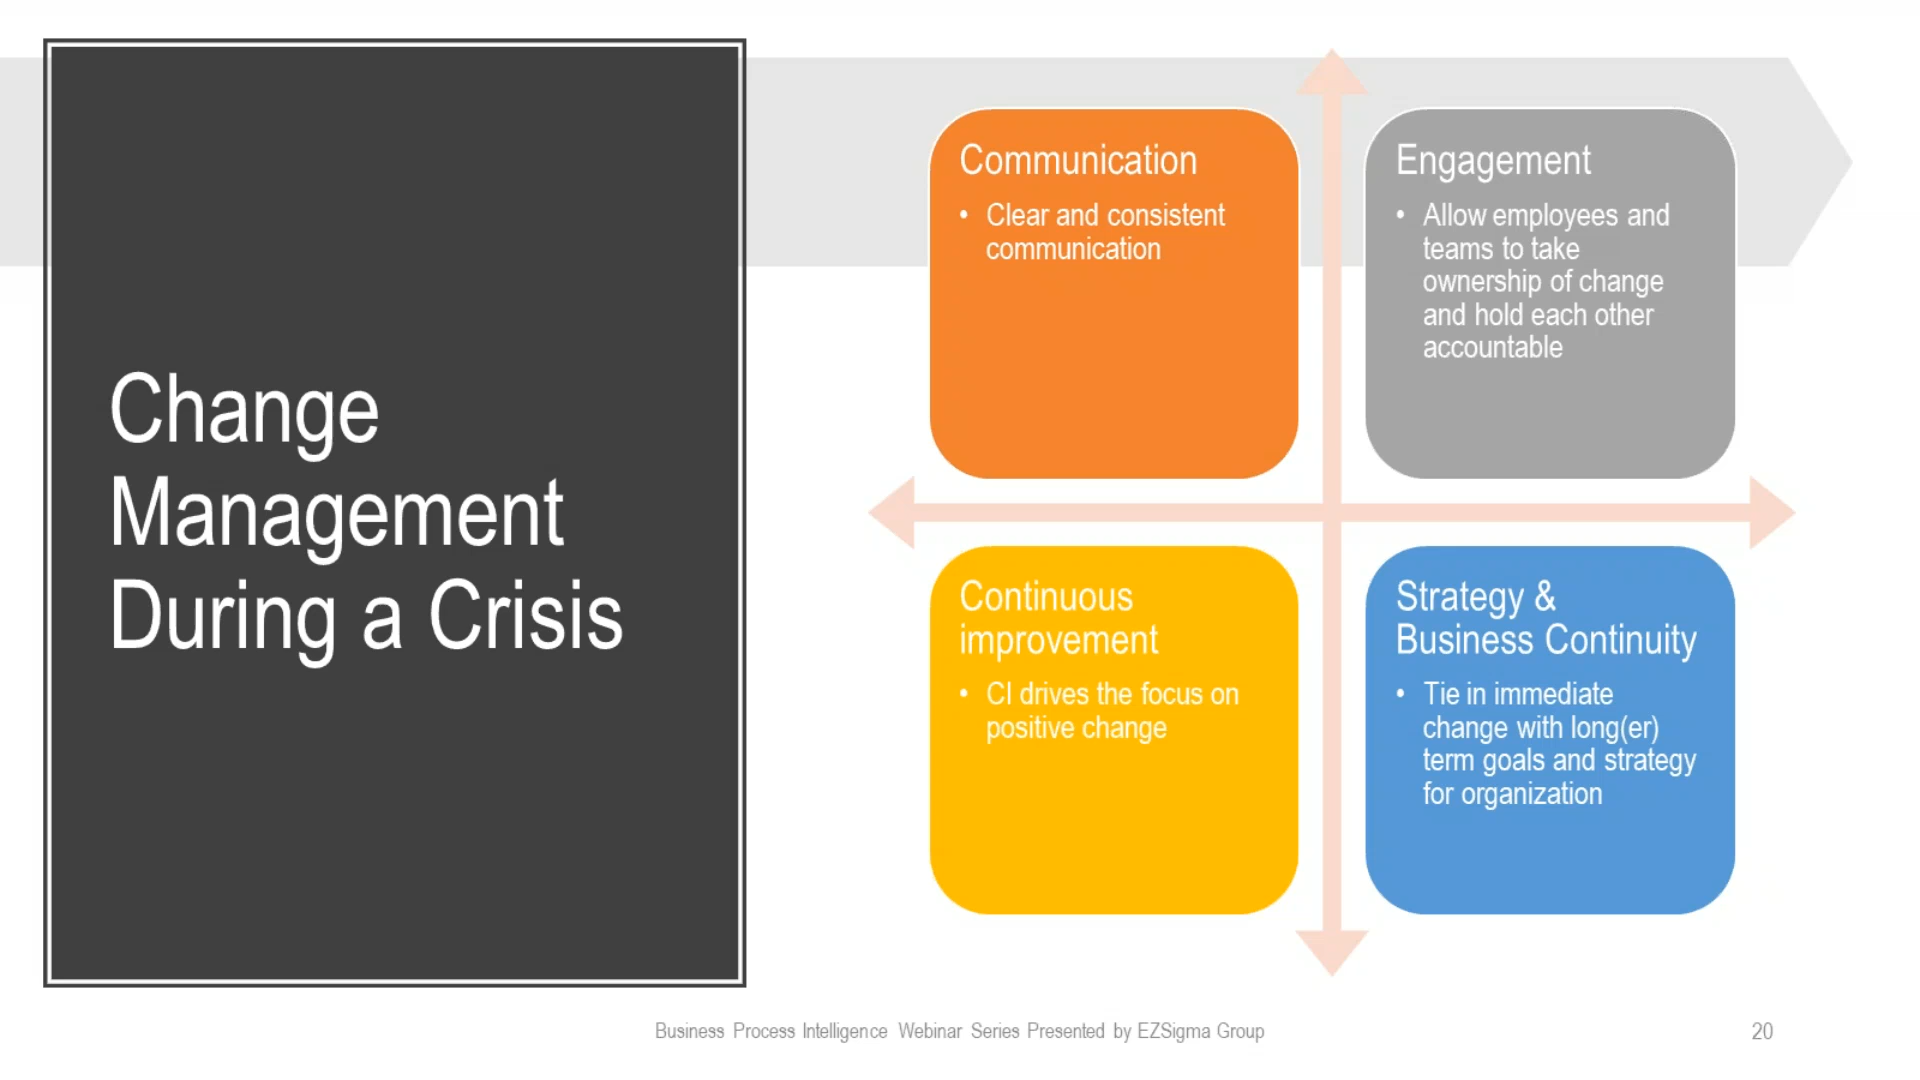 Change
Management
During a Crisis
Communication
• Clear and consistent
communication
Engagement
• Allow employees and
teams to take
ownership of change
and hold each other
accountable
Continuous
improvement
• CI drives the focus on
positive change
Strategy &
Business Continuity
• Tie in immediate
change with long(er)
term goals and strategy
for organization
Business Process Intelligence Webinar Series Presented by EZSigma Group
20